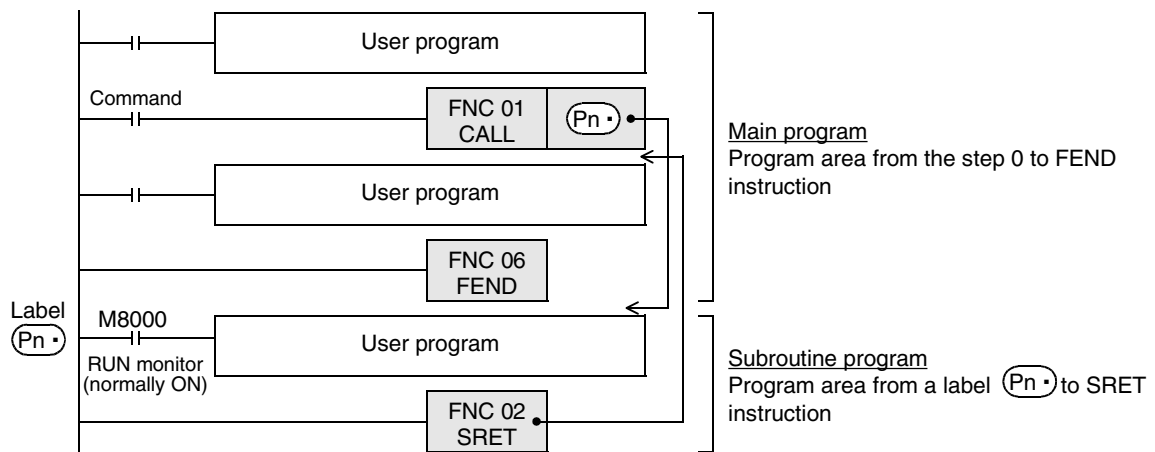 User program
Command
FNC 01
CALL
Pn •
Main program
Program area from the step 0 to FEND
instruction
User program
FNC 06
FEND
Label
Pn •
M8000
RUN monitor
(normally ON)
User program
Subroutine program
Program area from a label Pn • to SRET
instruction
FNC 02
SRET